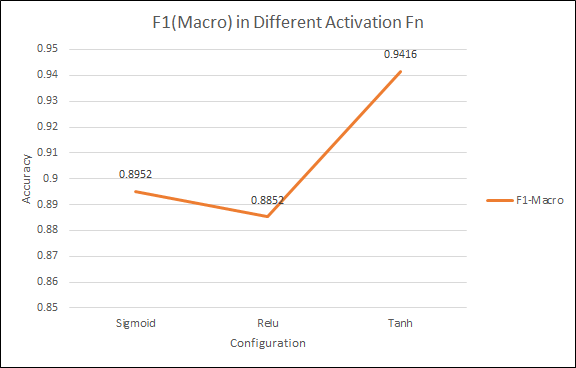 F1(Macro) in Different Activation Fn
0.95
0.94
0.93
0.92
0.91
0.9
0.89
0.88
0.87
0.86
0.85
Accuracy
0.8952
0.8852
0.9416
Sigmoid
Relu
Tanh
Configuration
F1-Macro